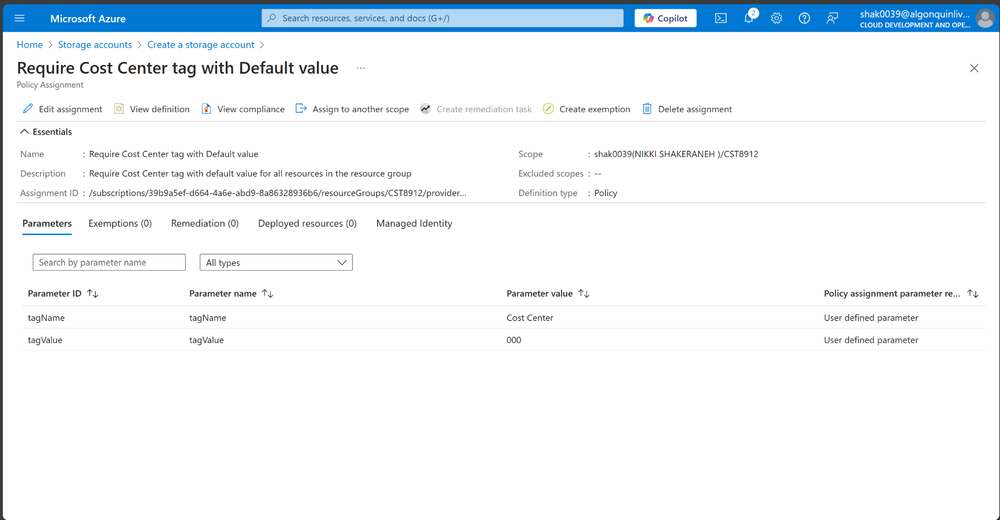 Microsoft Azure
Search resources, services, and docs (G+/)
Copilot
2
shak0039@algonquinliv...
CLOUD DEVELOPMENT AND OPE...
Home > Storage accounts > Create a storage account >
Require Cost Center tag with Default value ...
Policy Assignment
Edit assignment View definition View compliance Assign to another scope Create remediation task Create exemption Delete assignment
Essentials
Name : Require Cost Center tag with Default value
Scope : shak0039(NIKKI SHAKERANEH )/CST8912
Description : Require Cost Center tag with default value for all resources in the resource group
Excluded scopes : --
Assignment ID : /subscriptions/39b9a5ef-d664-4a6e-abd9-8a86328936b6/resourceGroups/CST8912/provider...
Definition type : Policy
Parameters Exemptions (0) Remediation (0) Deployed resources (0) Managed Identity
Search by parameter name All types
Parameter ID Parameter name Parameter value Policy assignment parameter re...
tagName tagName Cost Center User defined parameter
tagValue tagValue 000 User defined parameter